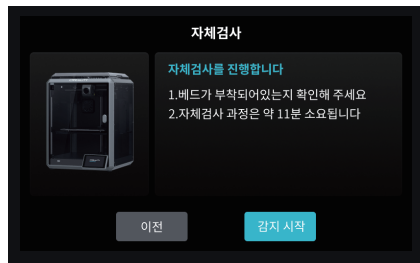 자체검사
자체검사를 진행합니다
1.베드가 부착되어있는지 확인해 주세요
2.자체검사 과정은 약 11분 소요됩니다
이전
감지 시작